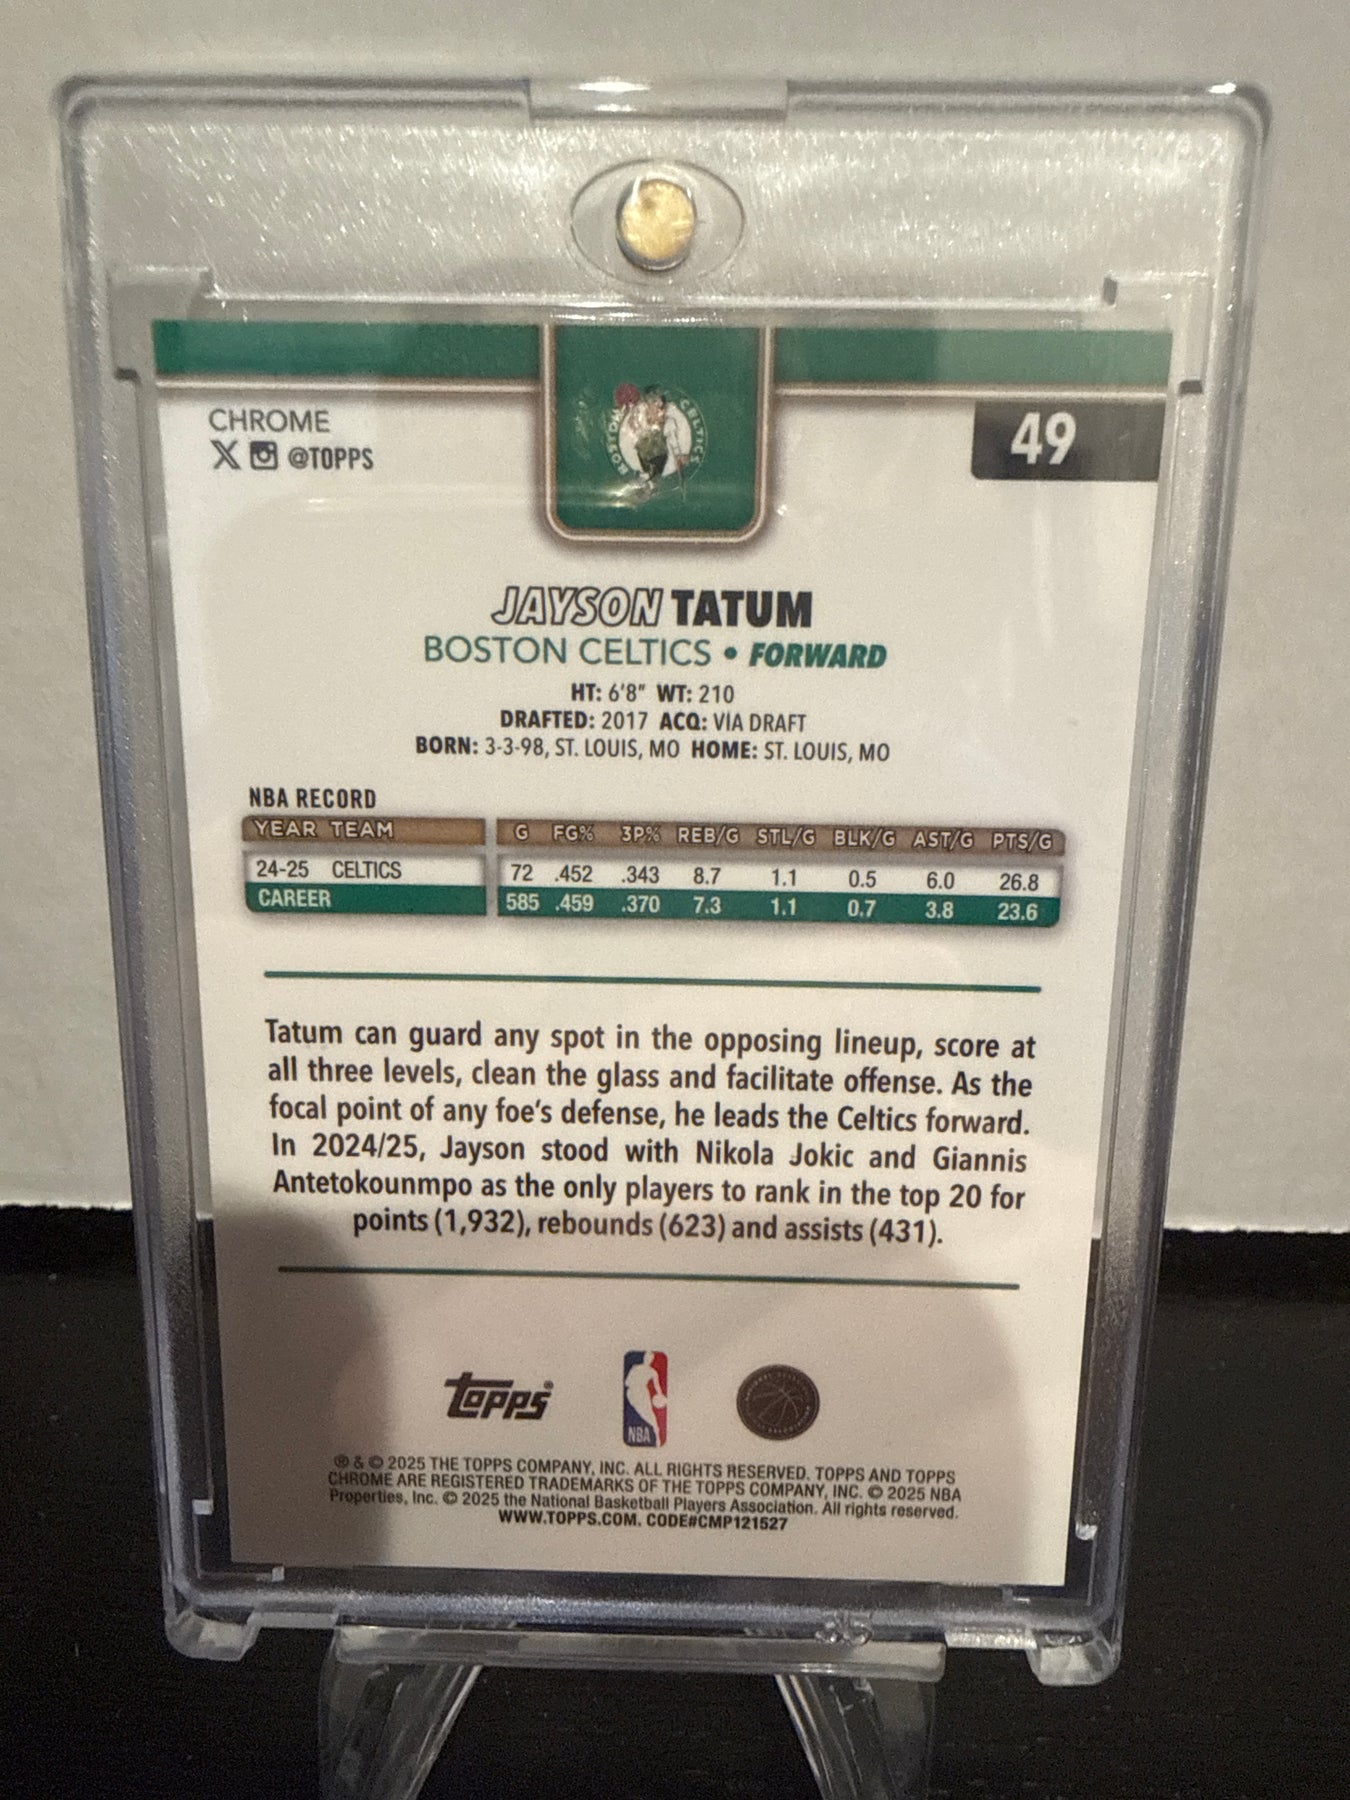 CHROME
X @TOPPS
BOSTON CELTICS
49
JAYSON TATUM
BOSTON CELTICS • FORWARD
HT: 6'8" WT: 210
DRAFTED: 2017 ACQ: VIA DRAFT
BORN: 3-3-98, ST. LOUIS, MO HOME: ST. LOUIS, MO
NBA RECORD
YEAR TEAM G FG% 3P% REB/G STL/G BLK/G AST/G PTS/G
24-25 CELTICS 72 .452 .343 8.7 1.1 0.5 6.0 26.8
CAREER 585 .459 .370 7.3 1.1 0.7 3.8 23.6
Tatum can guard any spot in the opposing lineup, score at
all three levels, clean the glass and facilitate offense. As the
focal point of any foe's defense, he leads the Celtics forward.
In 2024/25, Jayson stood with Nikola Jokic and Giannis
Antetokounmpo as the only players to rank in the top 20 for
points (1,932), rebounds (623) and assists (431).
Topps®
NBA
® & © 2025 THE TOPPS COMPANY, INC. ALL RIGHTS RESERVED. TOPPS AND TOPPS
CHROME ARE REGISTERED TRADEMARKS OF THE TOPPS COMPANY, INC. © 2025 NBA
Properties, Inc. © 2025 the National Basketball Players Association. All rights reserved.
WWW.TOPPS.COM. CODE#CMP121527